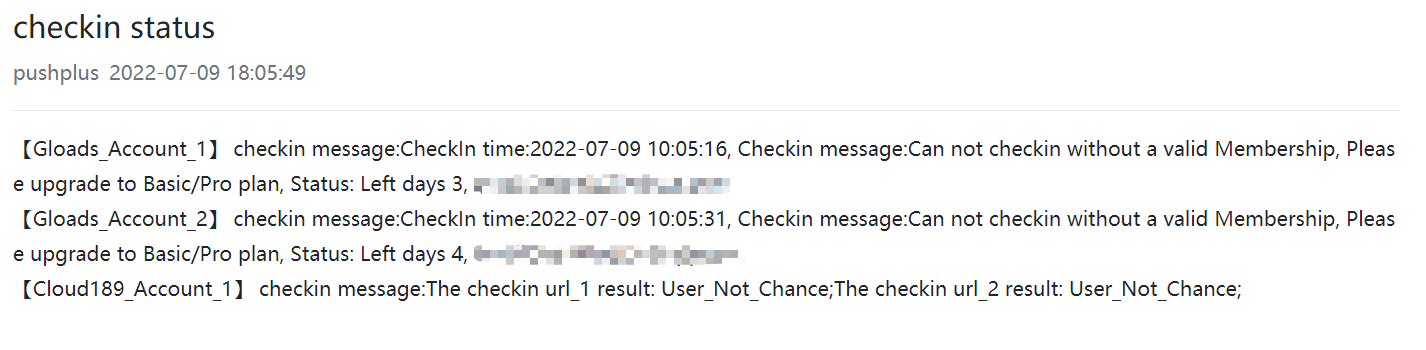 checkin status
pushplus 2022-07-09 18:05:49
【Gloads_Account_1】 checkin message:CheckIn time:2022-07-09 10:05:16, Checkin message:Can not checkin without a valid Membership, Pleas
e upgrade to Basic/Pro plan, Status: Left days 3,
【Gloads_Account_2】 checkin message:CheckIn time:2022-07-09 10:05:31, Checkin message:Can not checkin without a valid Membership, Pleas
e upgrade to Basic/Pro plan, Status: Left days 4,
【Cloud189_Account_1】 checkin message:The checkin url_1 result: User_Not_Chance;The checkin url_2 result: User_Not_Chance;